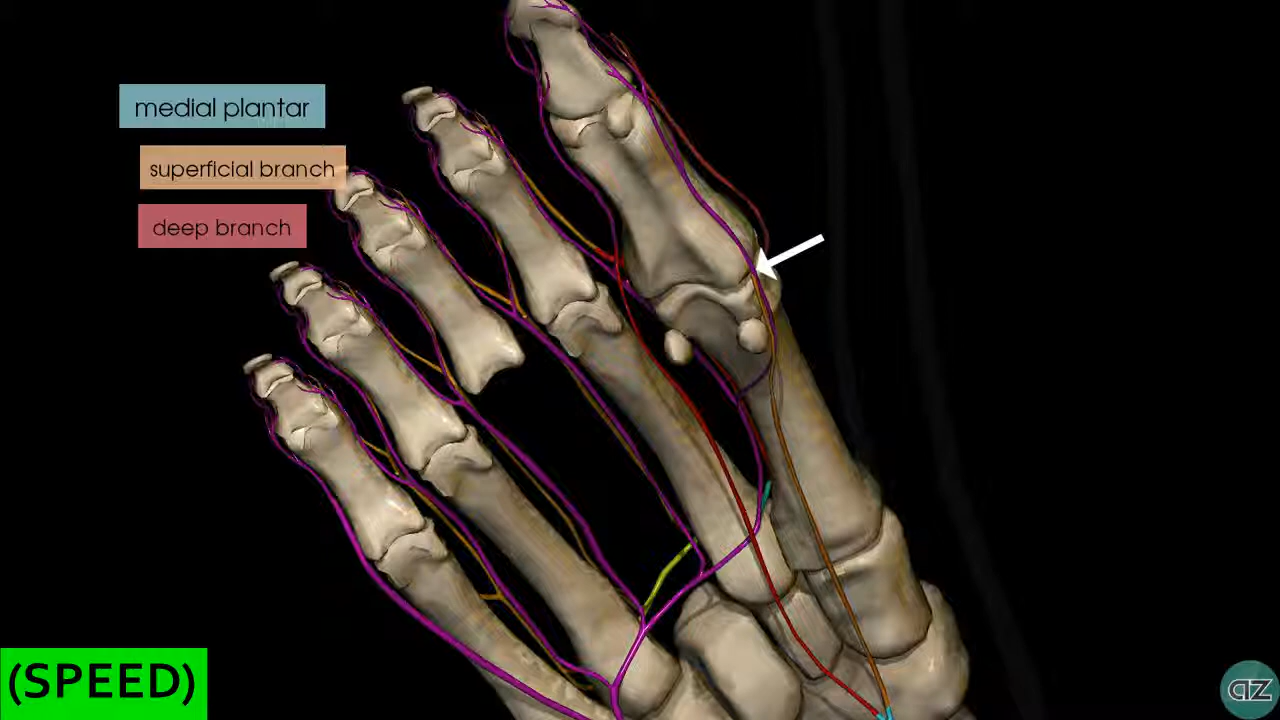 medial plantar
superficial branch
deep branch
(SPEED)
az